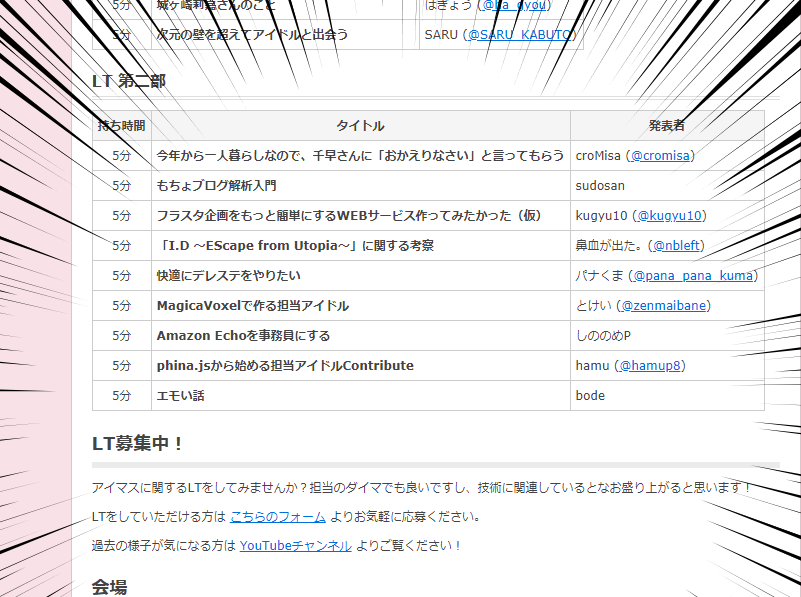 5分 城ヶ崎莉嘉さんのこと はぎょう (@ha_gyou)
5分 次元の壁を超えてアイドルと出会う SARU (@SARU_KABUTO)
LT 第二部
持ち時間 タイトル 発表者
5分 今年から一人暮らしなので、千早さんに「おかえりなさい」と言ってもらう croMisa (@cromisa)
5分 もちょブログ解析入門 sudosan
5分 フラスタ企画をもっと簡単にするWEBサービス作ってみたかった（仮） kugyu10 (@kugyu10)
5分 「I.D ～EScape from Utopia～」に関する考察 鼻血が出た。(@nbleft)
5分 快適にデレステをやりたい パナくま (@pana_pana_kuma)
5分 MagicaVoxelで作る担当アイドル とけい (@zenmaibane)
5分 Amazon Echoを事務員にする しののめP
5分 phina.jsから始める担当アイドルContribute hamu (@hamup8)
5分 エモい話 bode
LT募集中！
アイマスに関するLTをしてみませんか？担当のダイマでも良いですし、技術に関連しているとなお盛り上がると思います！
LTをしていただける方は こちらのフォーム よりお気軽に応募ください。
過去の様子が気になる方は YouTubeチャンネル よりご覧ください！
会場